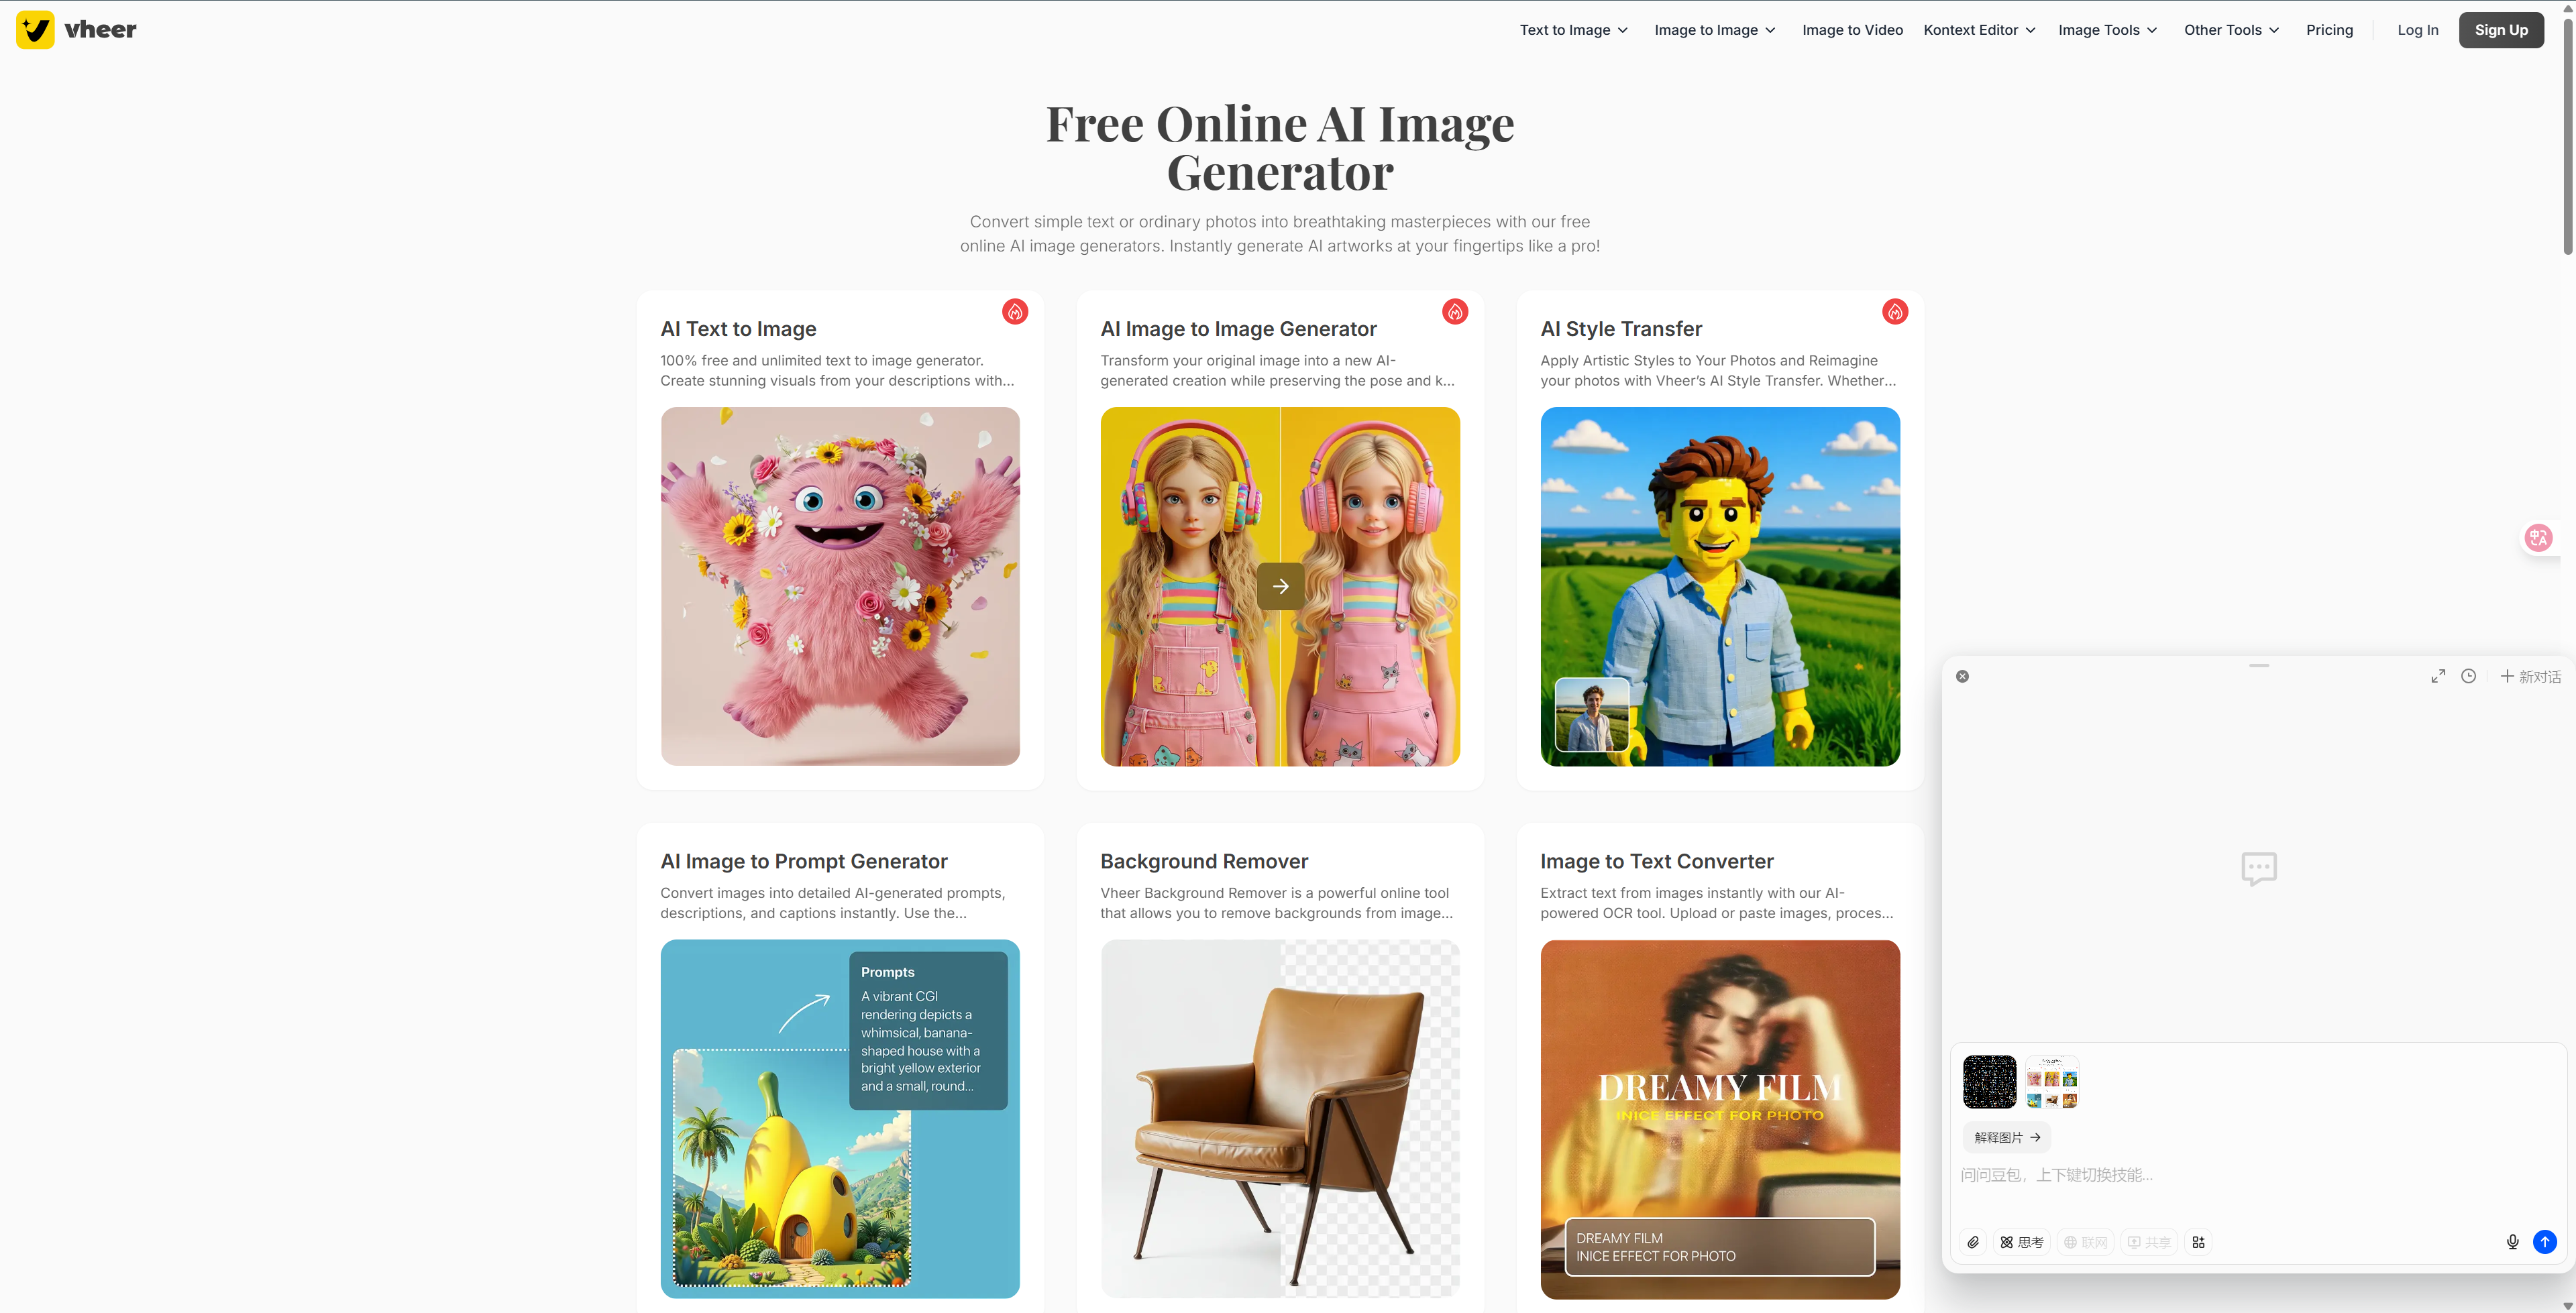 vheer
Text to Image
Image to Image
Image to Video
Kontext Editor
Image Tools
Other Tools
Pricing
Log In
Sign Up
Free Online AI Image
Generator
Convert simple text or ordinary photos into breathtaking masterpieces with our free
online AI image generators. Instantly generate AI artworks at your fingertips like a pro!
AI Text to Image
100% free and unlimited text to image generator.
Create stunning visuals from your descriptions with...
AI Image to Image Generator
Transform your original image into a new AI-
generated creation while preserving the pose and k...
AI Style Transfer
Apply Artistic Styles to Your Photos and Reimagine
your photos with Vheer's AI Style Transfer. Whether...
AI Image to Prompt Generator
Convert images into detailed AI-generated prompts,
descriptions, and captions instantly. Use the...
Prompts
A vibrant CGI
rendering depicts a
whimsical, banana-
shaped house with a
bright yellow exterior
and a small, round...
Background Remover
Vheer Background Remover is a powerful online tool
that allows you to remove backgrounds from image...
Image to Text Converter
Extract text from images instantly with our AI-
powered OCR tool. Upload or paste images, proces...
DREAMY FILM
INICE EFFECT FOR PHOTO
DREAMY FILM
INICE EFFECT FOR PHOTO
新对话
解释图片 →
问问豆包，上下键切换技能...
思考
联网
共享